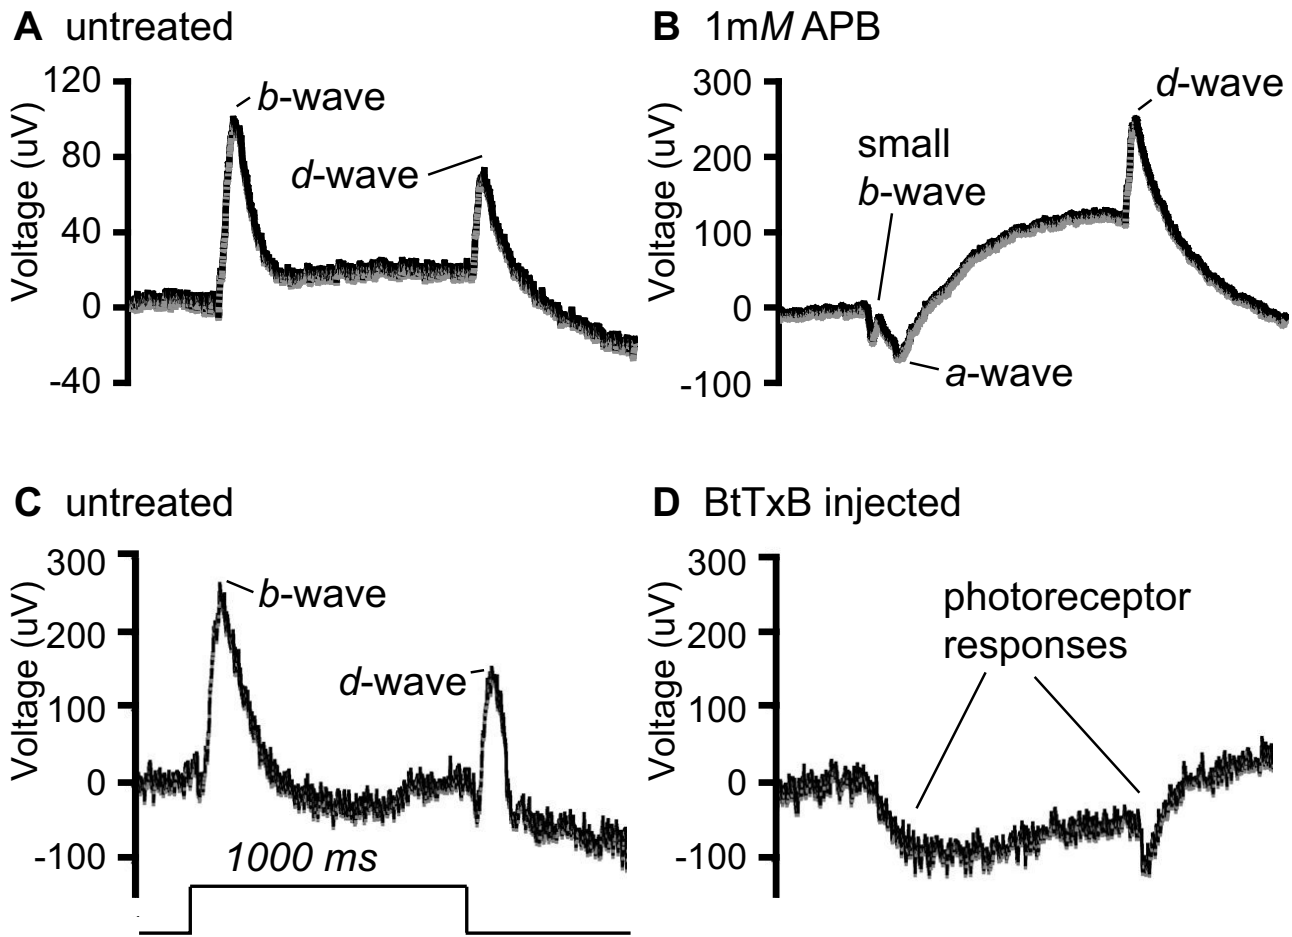 A untreated
120
80
40
0
-40
Voltage (uV)
b-wave
d-wave
B 1mM APB
300
200
100
0
-100
Voltage (uV)
small
b-wave
a-wave
d-wave
C untreated
300
200
100
0
-100
Voltage (uV)
b-wave
d-wave
1000 ms
D BtTxB injected
300
200
100
0
-100
Voltage (uV)
photoreceptor
responses